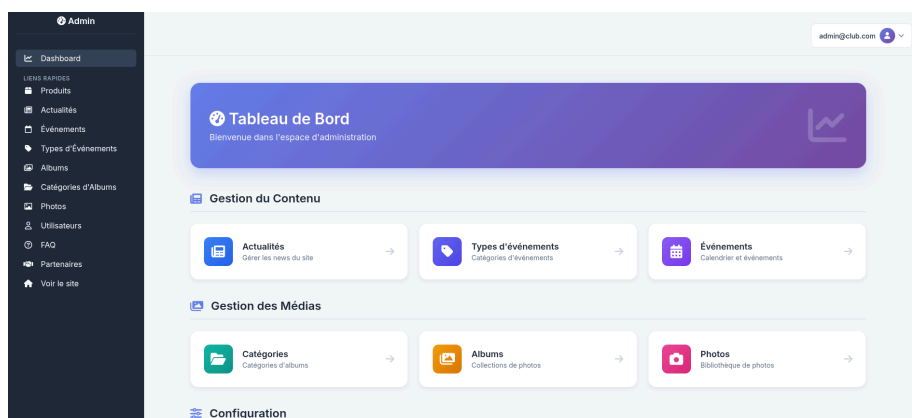 Admin
admin@club.com
Dashboard
LIENS RAPIDES
Produits
Actualités
Événements
Types d'Événements
Albums
Catégories d'Albums
Photos
Utilisateurs
FAQ
Partenaires
Voir le site
Tableau de Bord
Bienvenue dans l'espace d'administration
Gestion du Contenu
Actualités
Gérer les news du site
Types d'événements
Catégories d'événements
Événements
Calendrier et événements
Gestion des Médias
Catégories
Catégories d'albums
Albums
Collections de photos
Photos
Bibliothèque de photos
Configuration